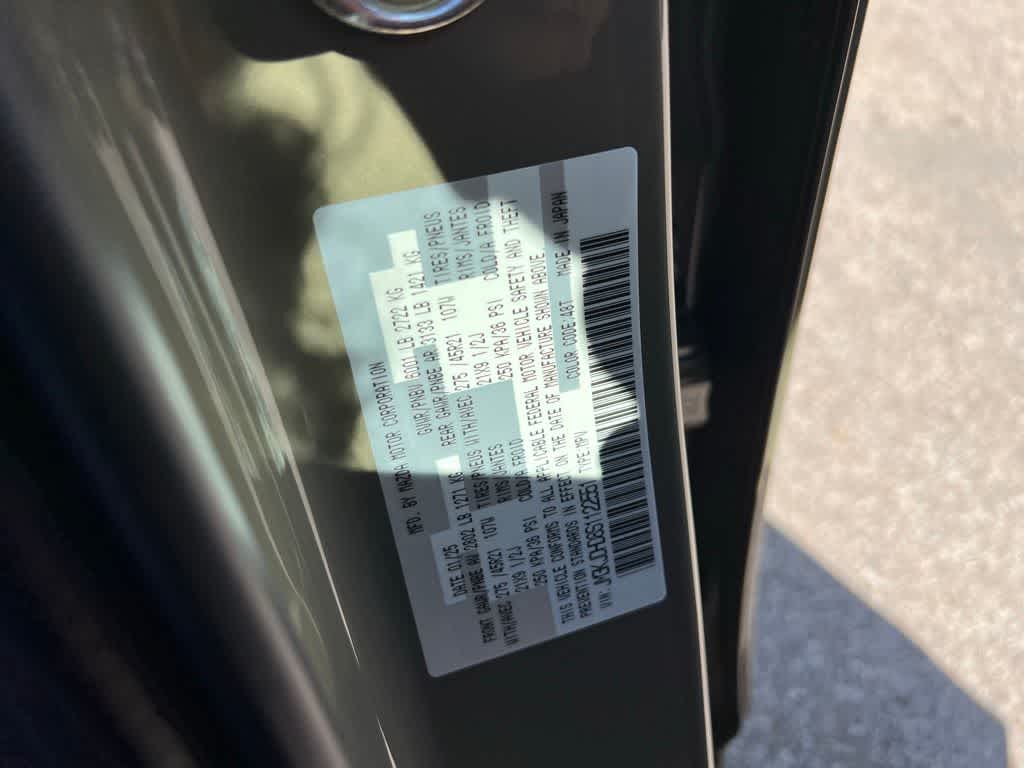 MFD. BY MAZDA MOTOR CORPORATION
DATE 01/25 GVWR/PNBV 6001 LB 2722 KG
FRONT GAWR/PNBE AV 2802 LB 1271 KG REAR GAWR/PNBE AR 3133 LB 1421 KG
WITH/AVEC 275 /45R21 107W TIRES/PNEUS WITH/AVEC 275 /45R21 107W TIRES/PNEUS
21X9 1/2J RIMS/JANTES 21X9 1/2J RIMS/JANTES
250 KPA/36 PSI COLD/A FROID 250 KPA/36 PSI COLD/A FROID
THIS VEHICLE CONFORMS TO ALL APPLICABLE FEDERAL MOTOR VEHICLE SAFETY AND THEFT
PREVENTION STANDARDS IN EFFECT ON THE DATE OF MANUFACTURE SHOWN ABOVE.
TYPE:MPV COLOR CODE:48T MADE IN JAPAN
VIN: